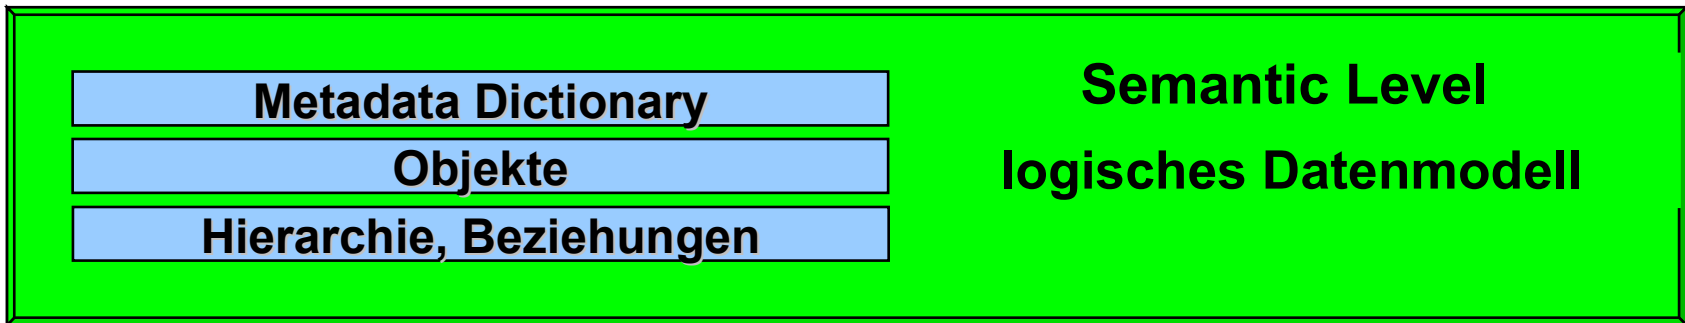 Metadata Dictionary
Objekte
Hierarchie, Beziehungen
Semantic Level
logisches Datenmodell